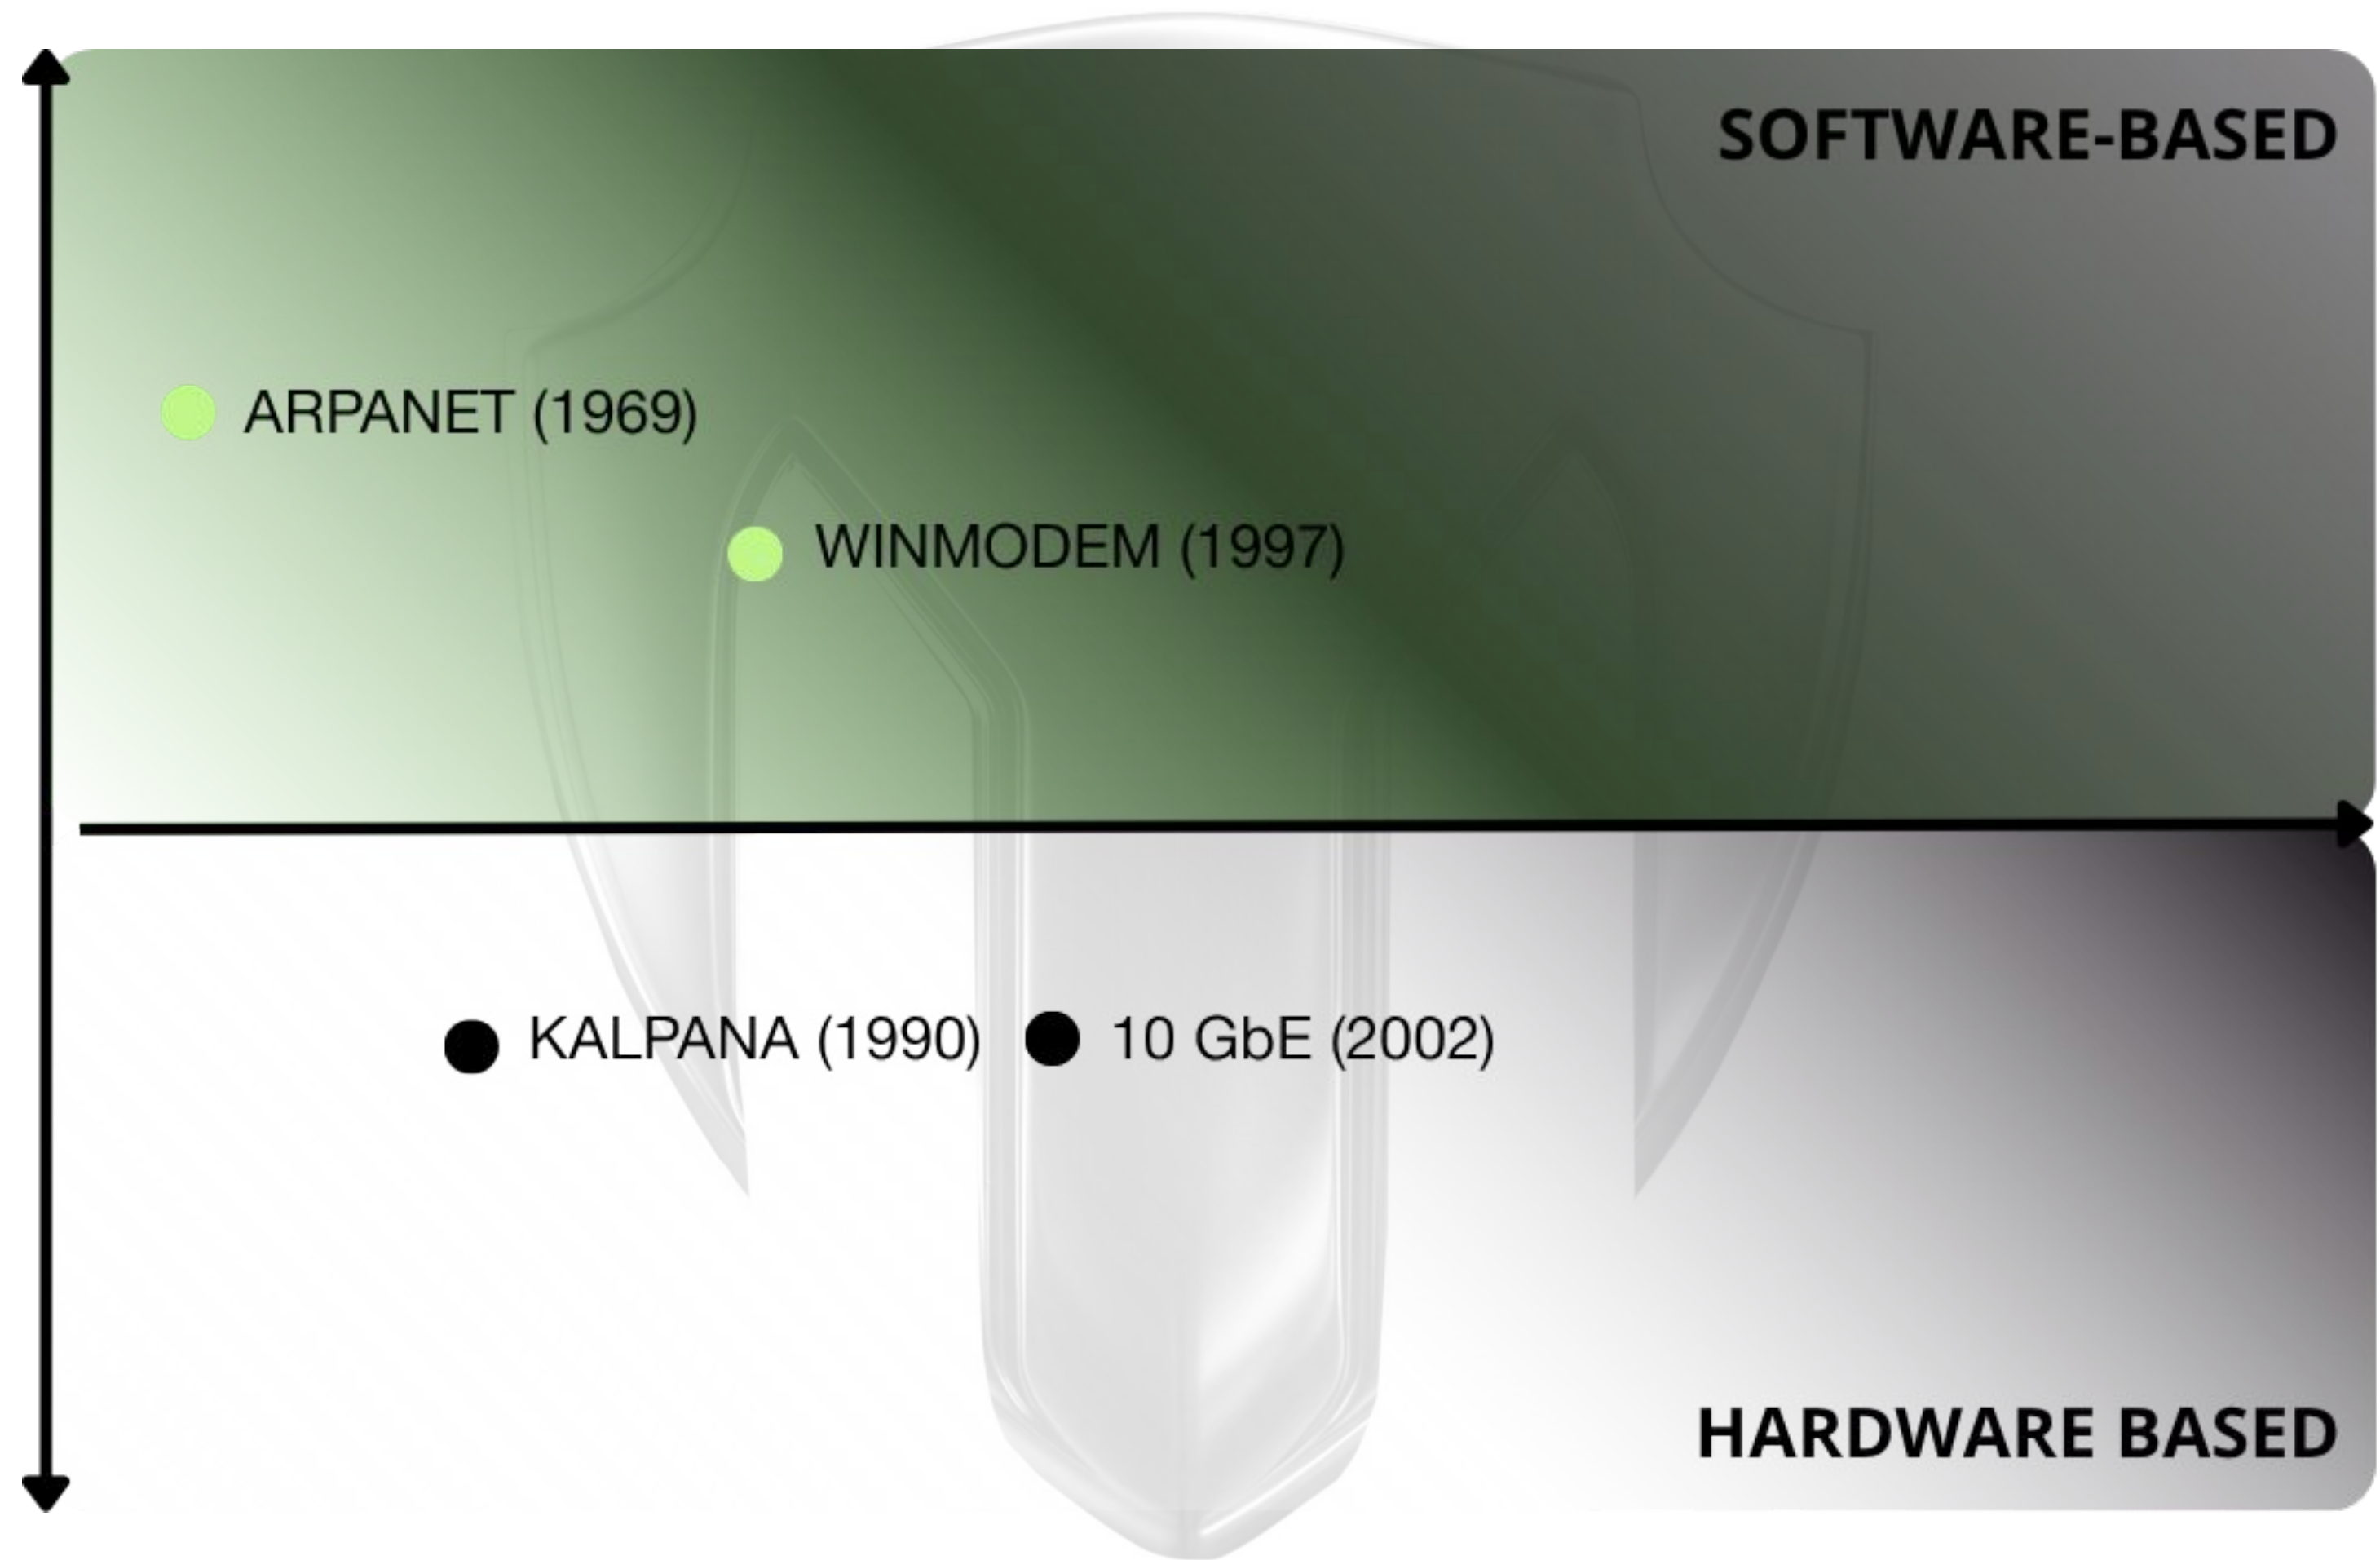 SOFTWARE-BASED
ARPANET (1969)
WINMODEM (1997)
KALPANA (1990)
10 GbE (2002)
HARDWARE BASED